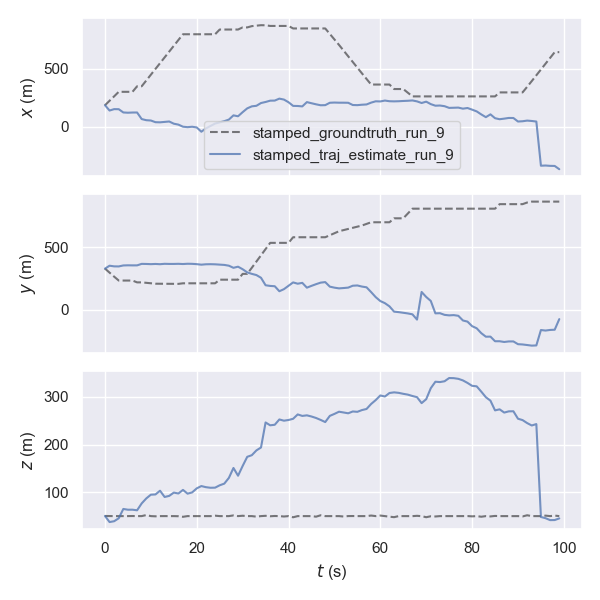 500
0
x (m)
stamped_groundtruth_run_9
stamped_traj_estimate_run_9
500
0
y (m)
300
200
100
z (m)
0 20 40 60 80 100
t (s)